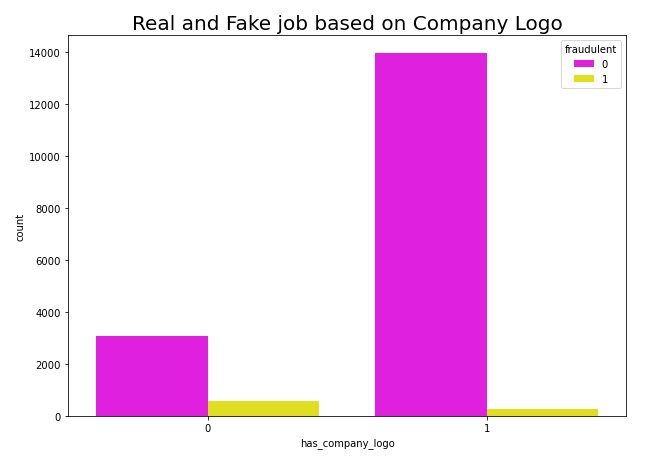 Real and Fake job based on Company Logo
fraudulent
0
1
14000
12000
10000
8000
6000
4000
2000
0
count
0 1
has_company_logo